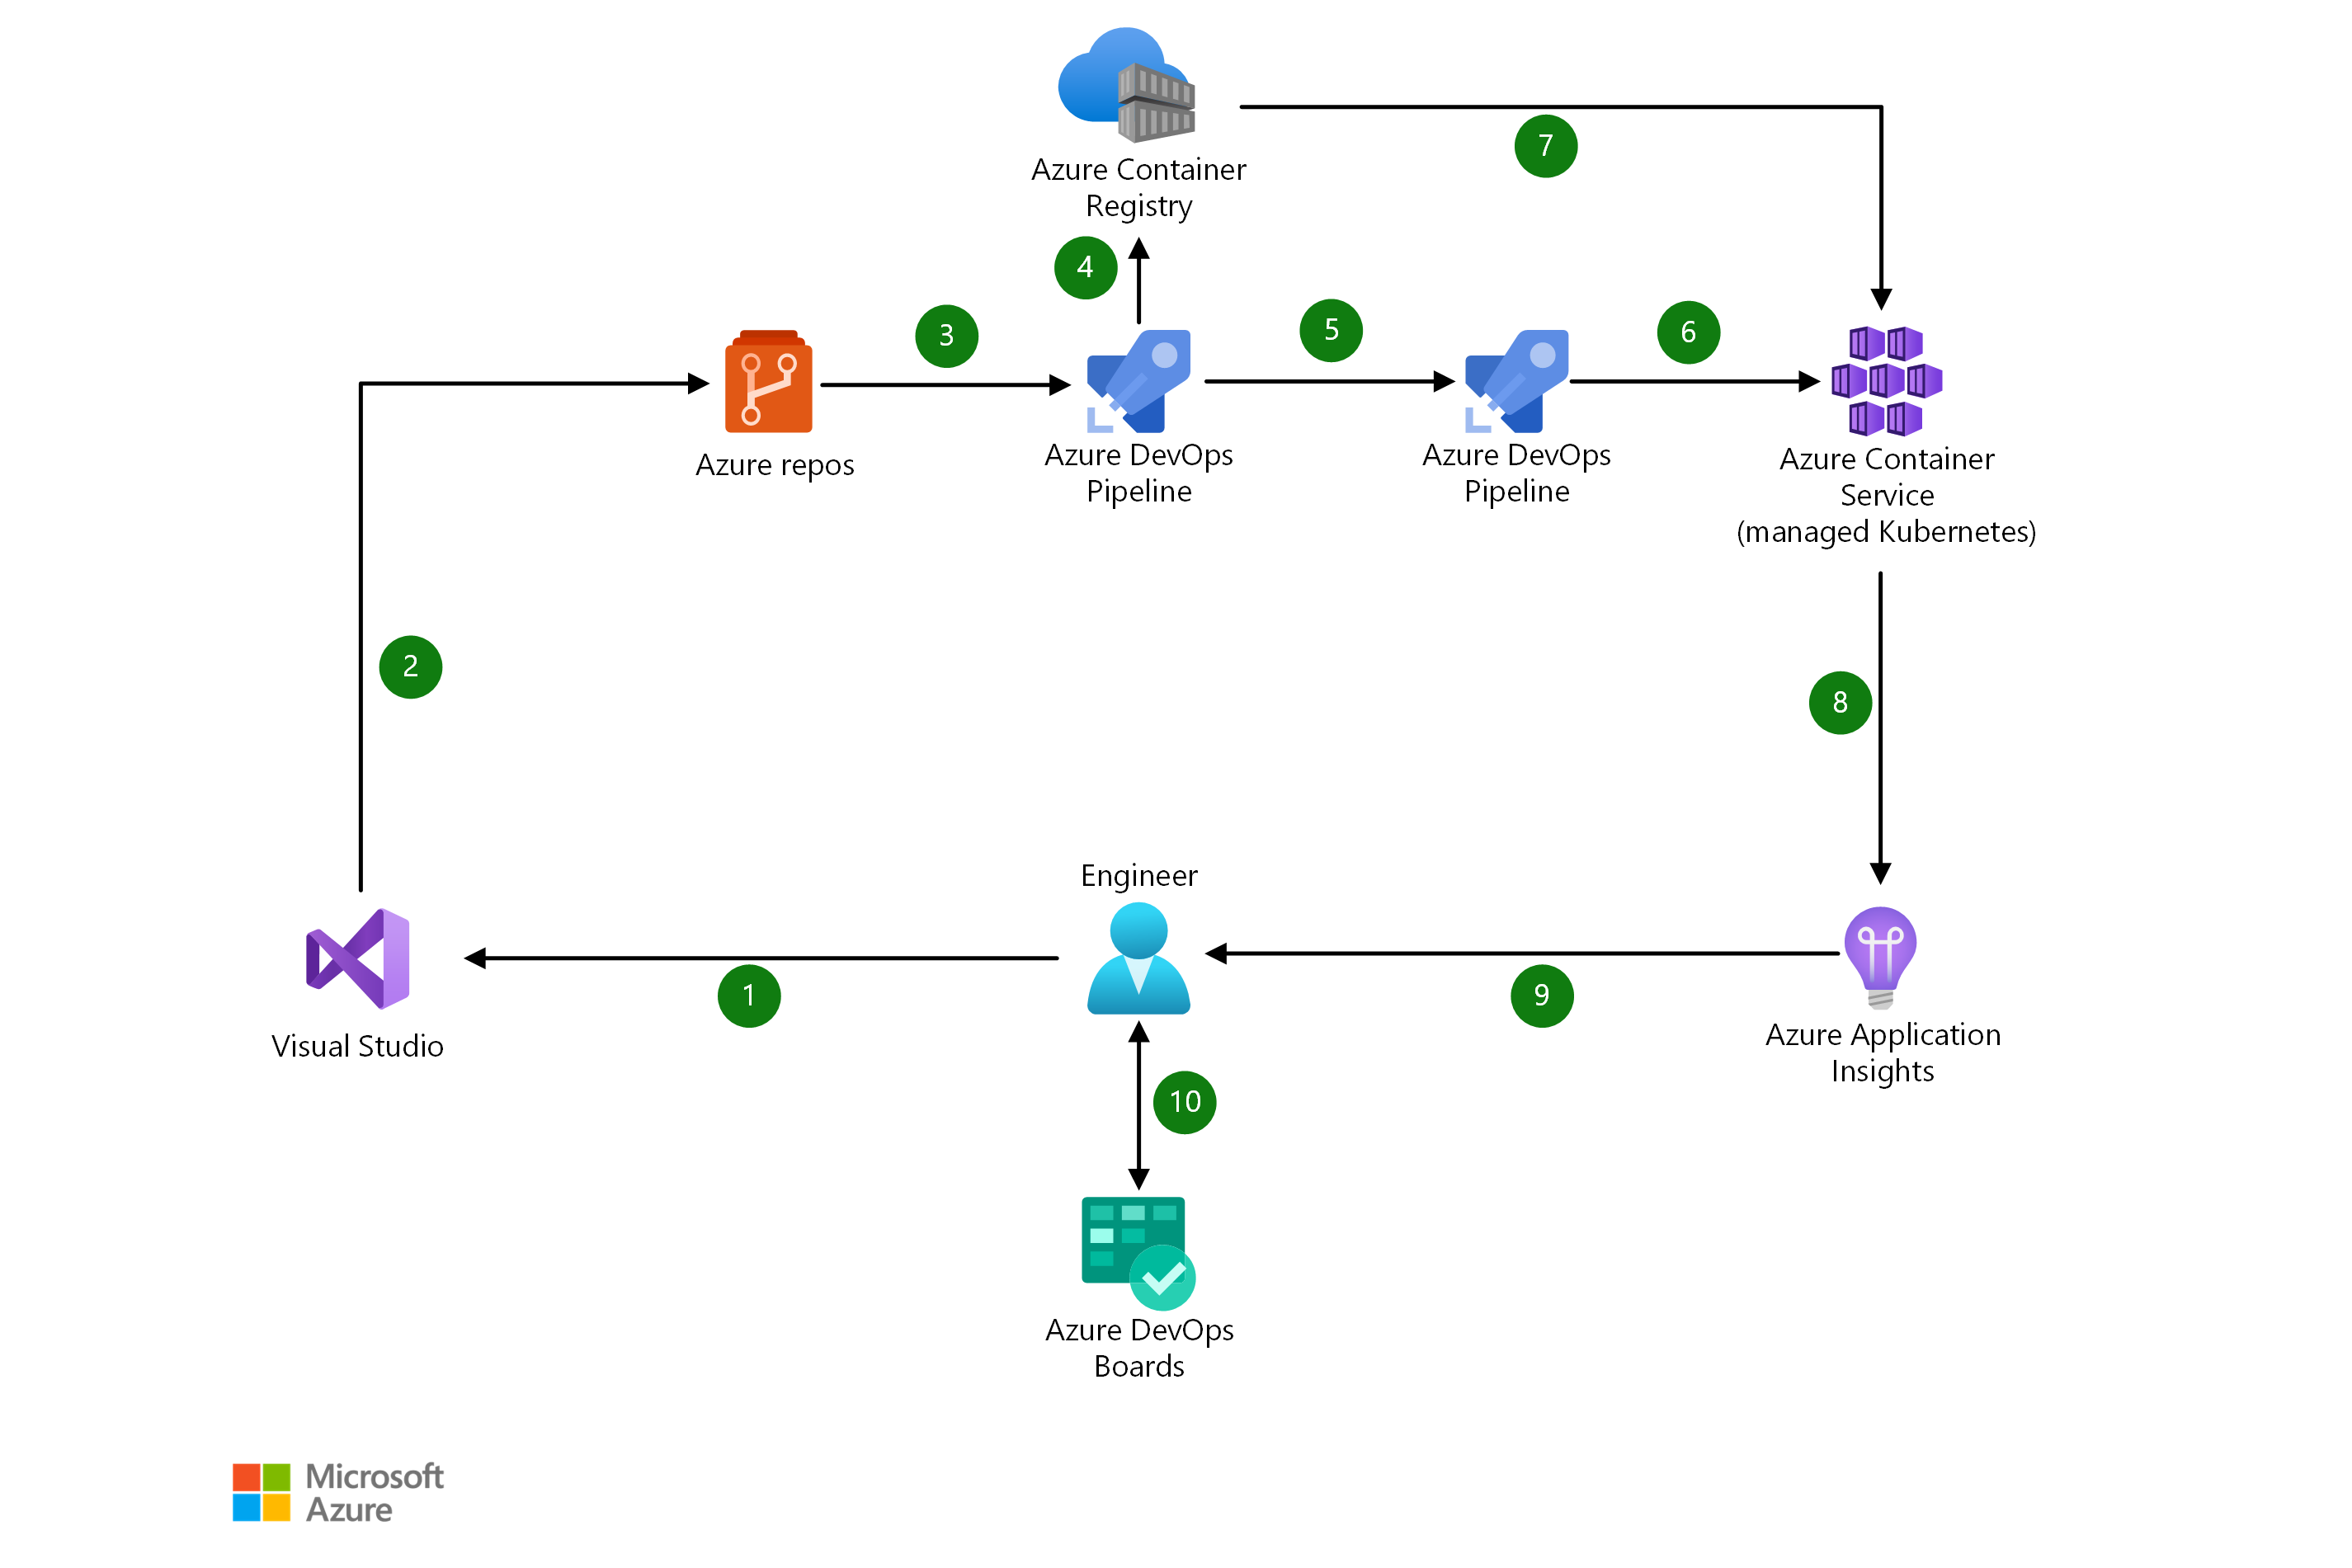 Azure Container
Registry
7
4
3
5
6
Azure repos
Azure DevOps
Pipeline
Azure DevOps
Pipeline
Azure Container
Service
(managed Kubernetes)
2
8
Engineer
1
9
Visual Studio
Azure Application
Insights
10
Azure DevOps
Boards
Microsoft
Azure